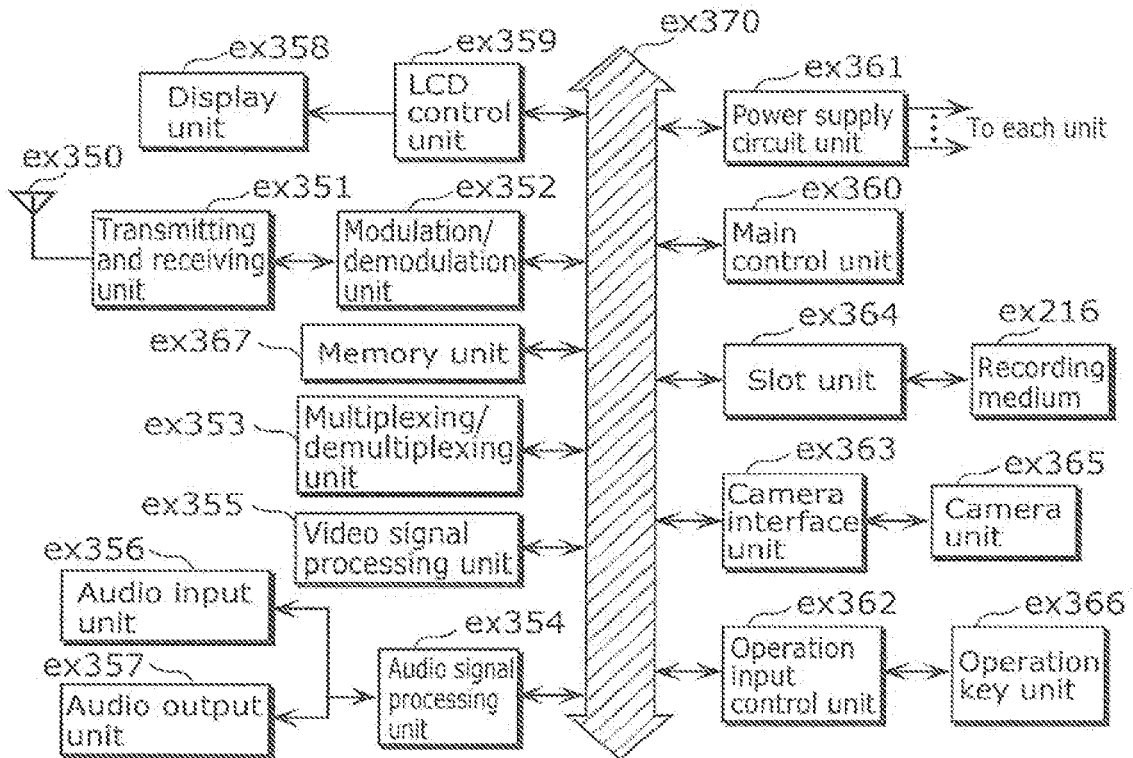 ex358
Display
unit
ex359
LCD
control
unit
ex370
ex361
Power supply
circuit unit
To each unit
ex350
ex351
Transmitting
and receiving
unit
ex352
Modulation/
demodulation
unit
ex360
Main
control unit
ex367
Memory unit
ex364
Slot unit
ex216
Recording
medium
ex353
Multiplexing/
demultiplexing
unit
ex363
Camera
interface
unit
ex365
Camera
unit
ex355
Video signal
processing unit
ex356
Audio input
unit
ex357
Audio output
unit
ex354
Audio signal
processing
unit
ex362
Operation
input
control unit
ex366
Operation
key unit